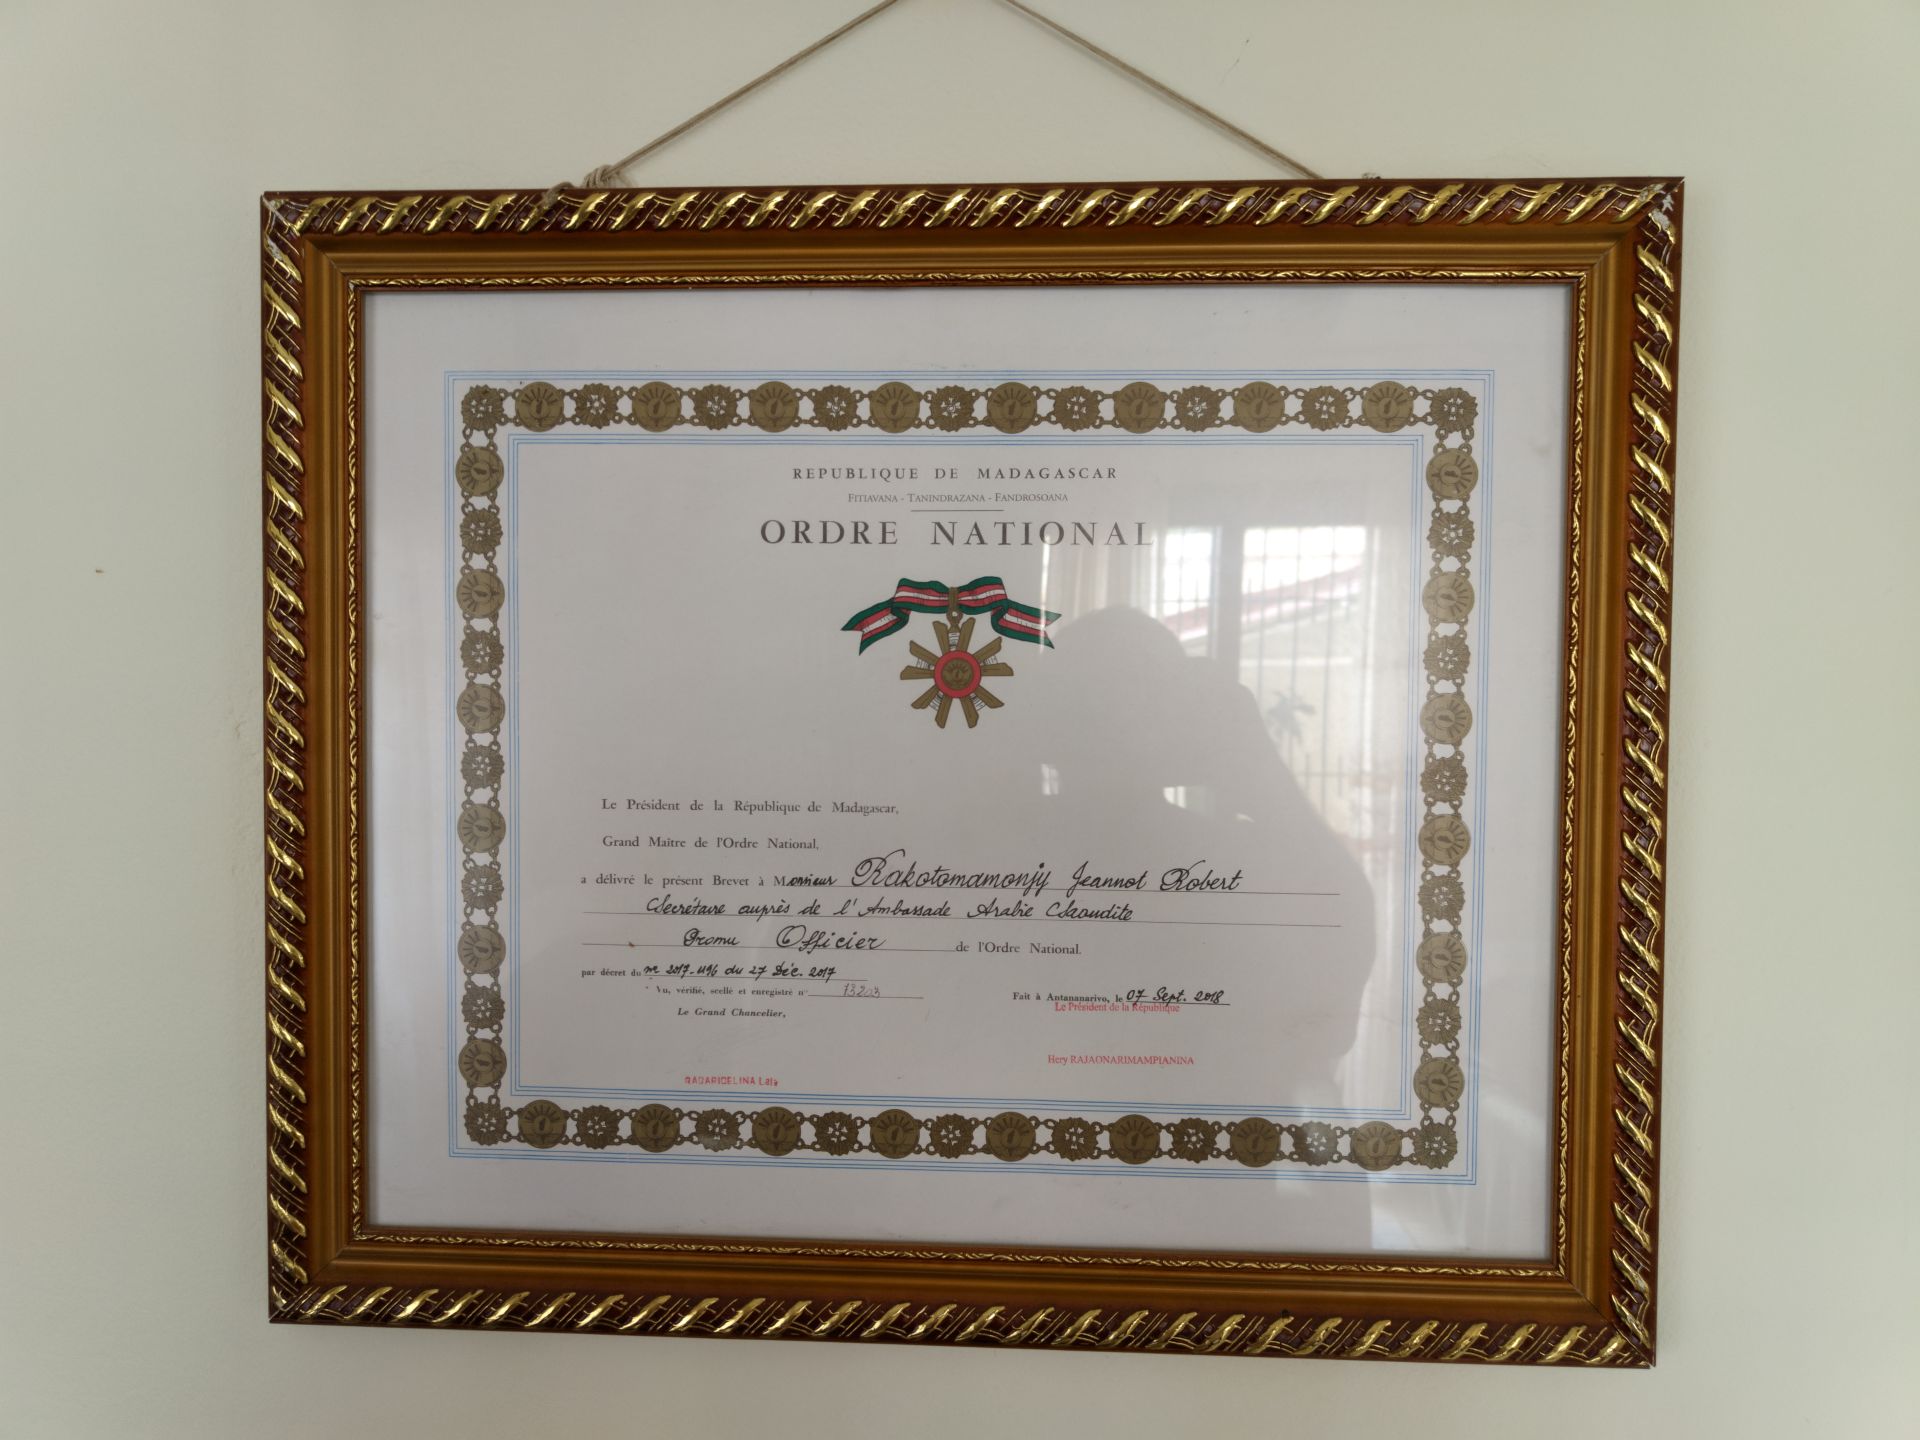 REPUBLIQUE DE MADAGASCAR
FITIAVANA - TANINDRAZANA - FANDROSOANA
ORDRE NATIONAL
Le Président de la République de Madagascar,
Grand Maître de l'Ordre National,
a délivré le présent Brevet à Monsieur Rakotomamonjy Jeannot Robert
Secrétaire auprès de l'Ambassade Arabie Saoudite
Promu Officier de l'Ordre National.
par décret du n° 2017-1196 du 27 Déc. 2017
Vu, vérifié, scellé et enregistré n° 13203
Fait à Antananarivo, le 07 Sept. 2018
Le Président de la République
Le Grand Chancelier,
Hery RAJAONARIMAMPIANINA
Lala